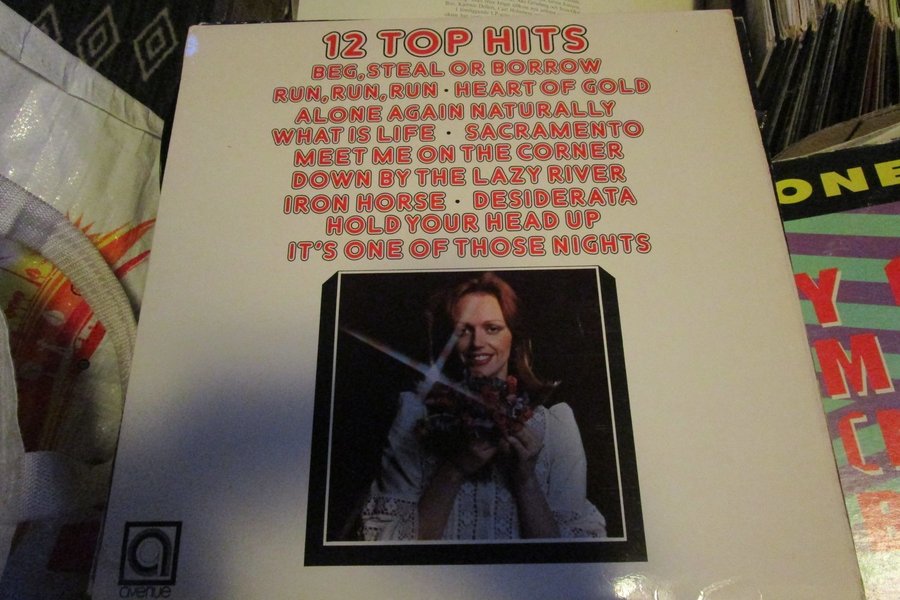 12 TOP HITS
BEG, STEAL OR BORROW
RUN, RUN, RUN · HEART OF GOLD
ALONE AGAIN NATURALLY
WHAT IS LIFE · SACRAMENTO
MEET ME ON THE CORNER
DOWN BY THE LAZY RIVER
IRON HORSE · DESIDERATA
HOLD YOUR HEAD UP
IT'S ONE OF THOSE NIGHTS
a
avenue
ONE
Y
M